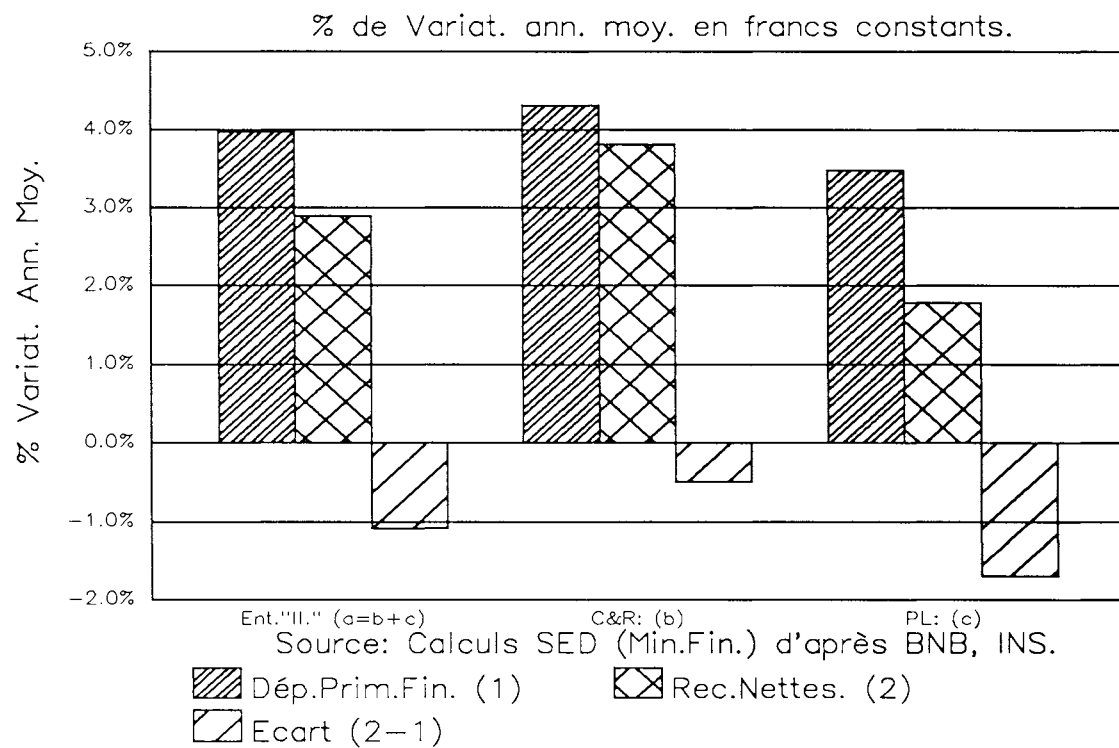 % de Variat. ann. moy. en francs constants.
% Variat. Ann. Moy.
5.0%
4.0%
3.0%
2.0%
1.0%
0.0%
-1.0%
-2.0%
Ent."II." (a=b+c) C&R: (b) PL: (c)
Source: Calculs SED (Min.Fin.) d'après BNB, INS.
Dép.Prim.Fin. (1) Rec.Nettes. (2)
Ecart (2-1)